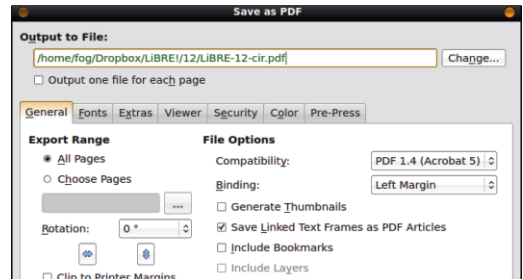 Save as PDF
Output to File:
/home/fog/Dropbox/LiBRE!/12/LiBRE-12-cir.pdf
Change...
Output one file for each page
General Fonts Extras Viewer Security Color Pre-Press
Export Range
All Pages
Choose Pages
...
Rotation: 0 °
Clip to Printer Margins
File Options
Compatibility: PDF 1.4 (Acrobat 5)
Binding: Left Margin
Generate Thumbnails
Save Linked Text Frames as PDF Articles
Include Bookmarks
Include Layers